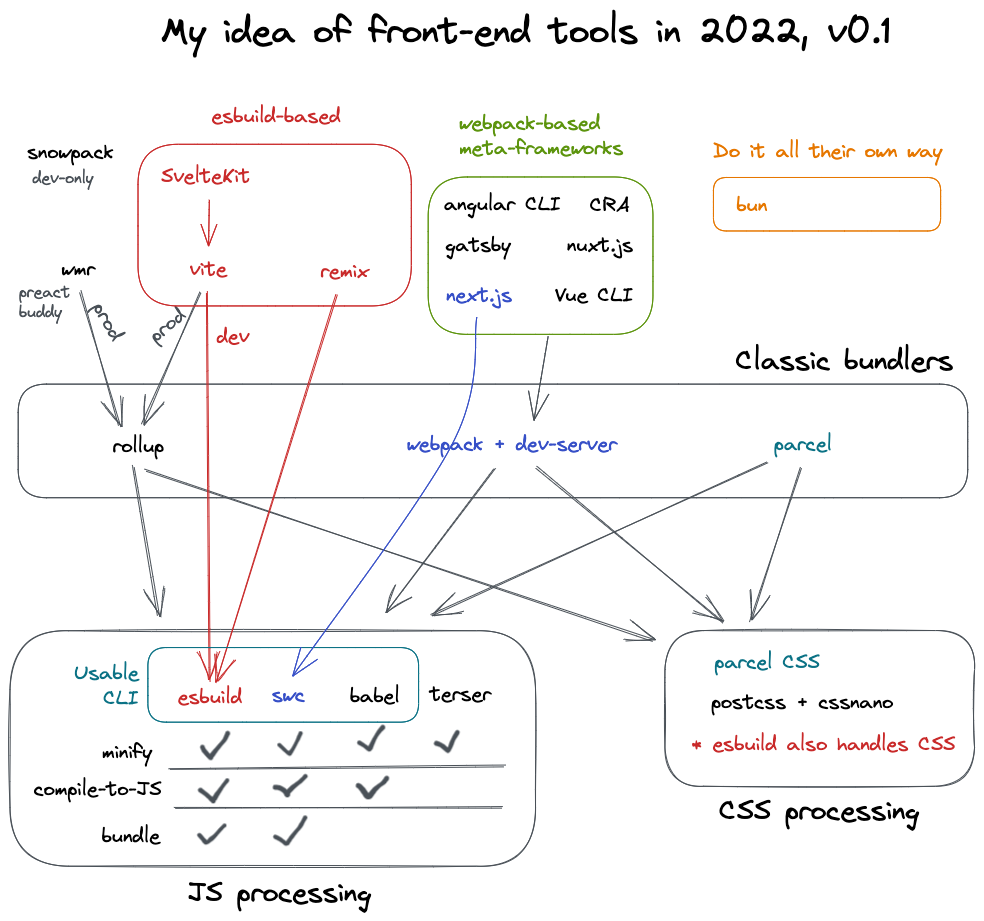 My idea of front-end tools in 2022, v0.1
esbuild-based
webpack-based
meta-frameworks
Do it all their own way
snowpack
dev-only
SvelteKit
angular CLI CRA
bun
gatsby nuxt.js
wmr
preact
buddy
vite remix
next.js Vue CLI
prod
prod
dev
Classic bundlers
rollup
webpack + dev-server
parcel
Usable
CLI
esbuild swc babel terser
minify
compile-to-JS
bundle
JS processing
parcel CSS
postcss + cssnano
* esbuild also handles CSS
CSS processing